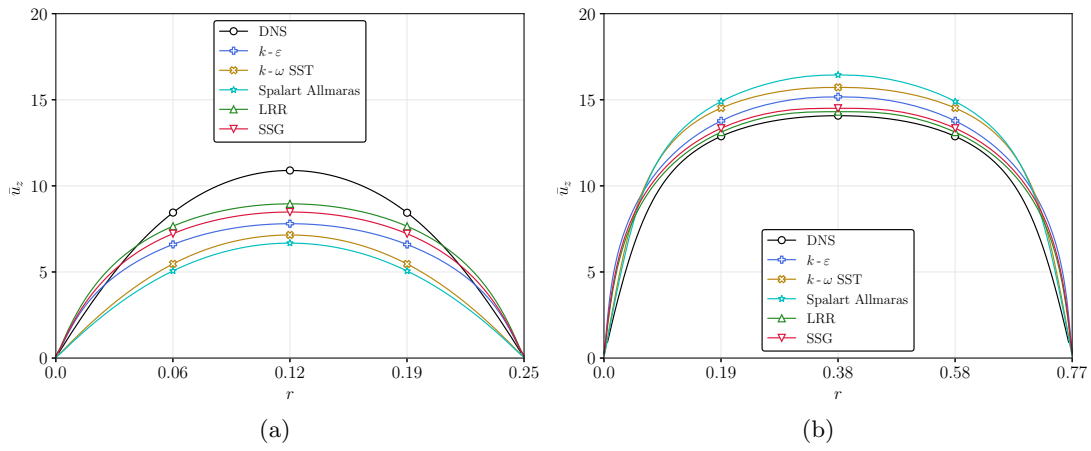 20
15
10
5
0
ū_z
DNS
k - ε
k - ω SST
Spalart Allmaras
LRR
SSG
0.0 0.06 0.12 0.19 0.25
r
(a)
20
15
10
5
0
ū_z
DNS
k - ε
k - ω SST
Spalart Allmaras
LRR
SSG
0.0 0.19 0.38 0.58 0.77
r
(b)